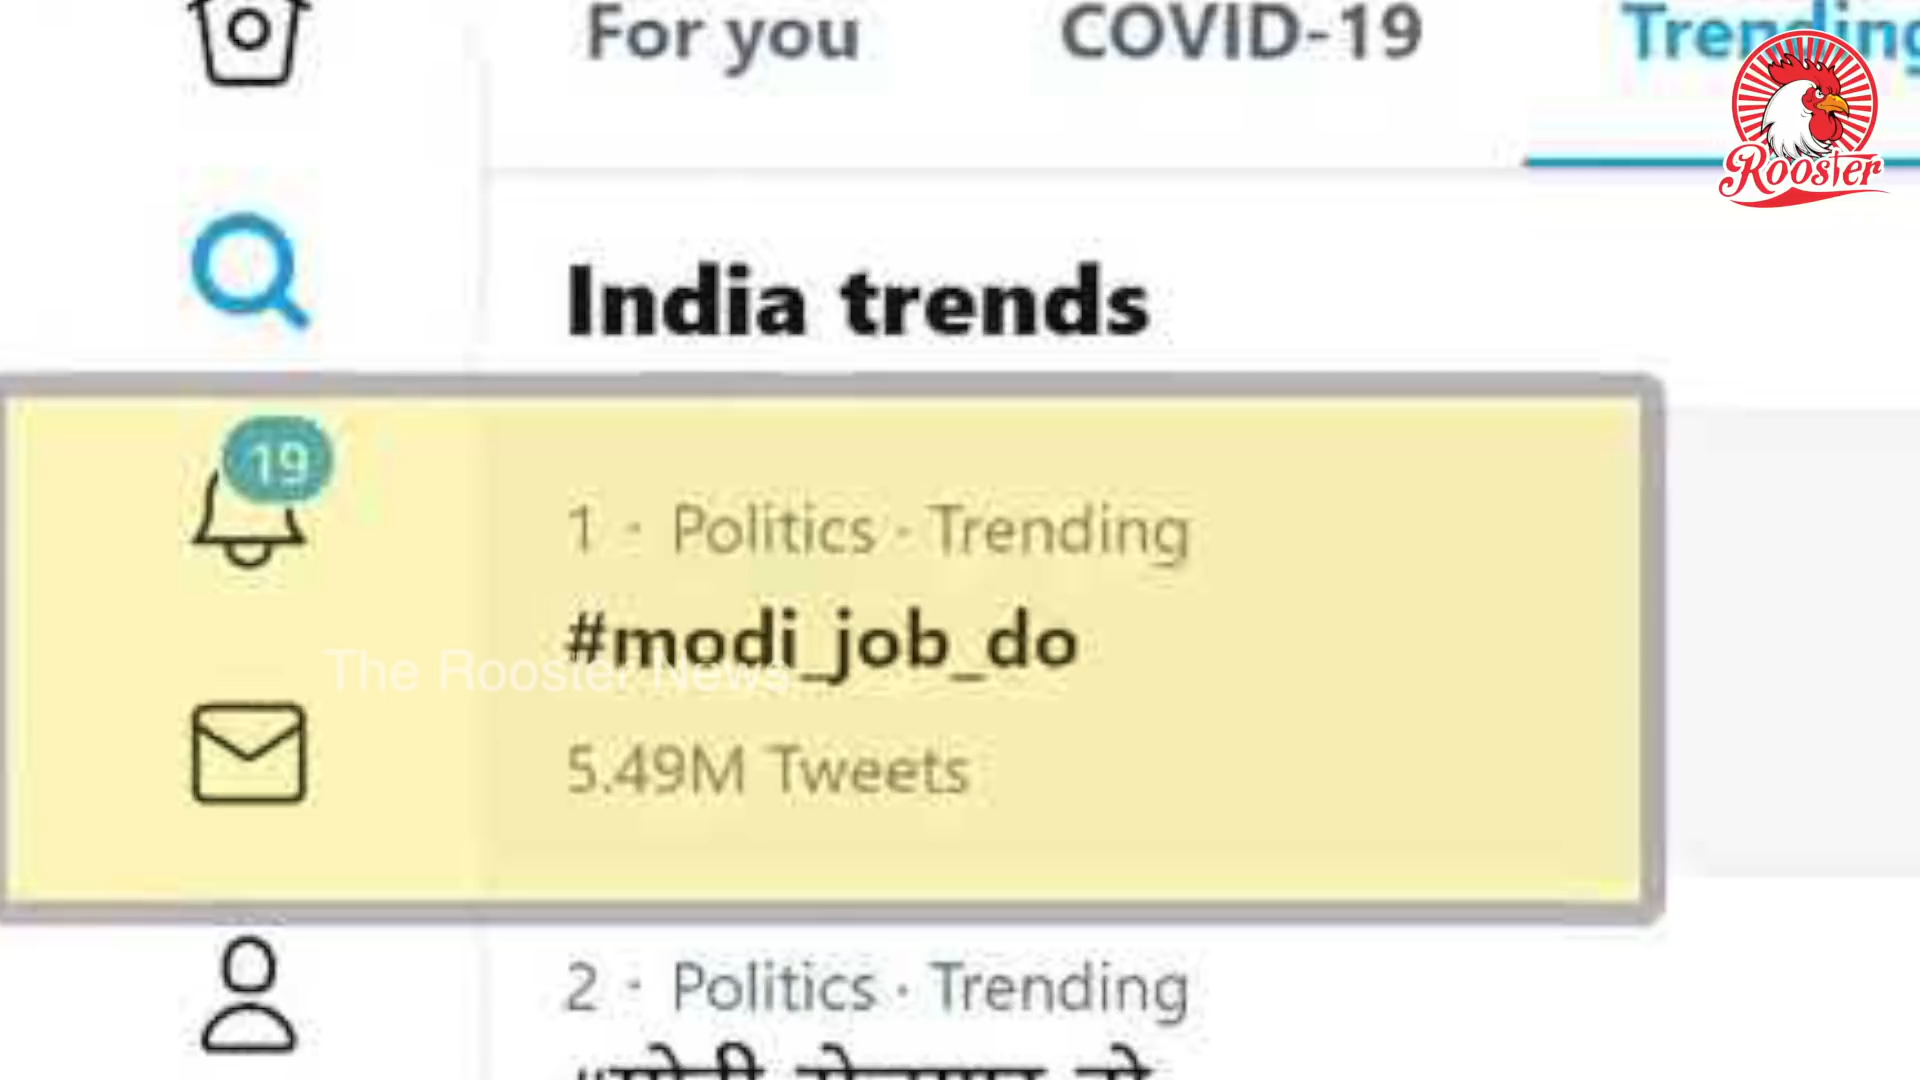 For you COVID-19 Trending
Rooster
India trends
19
1 · Politics · Trending
#modi_job_do
The Rooster News
5.49M Tweets
2 · Politics · Trending